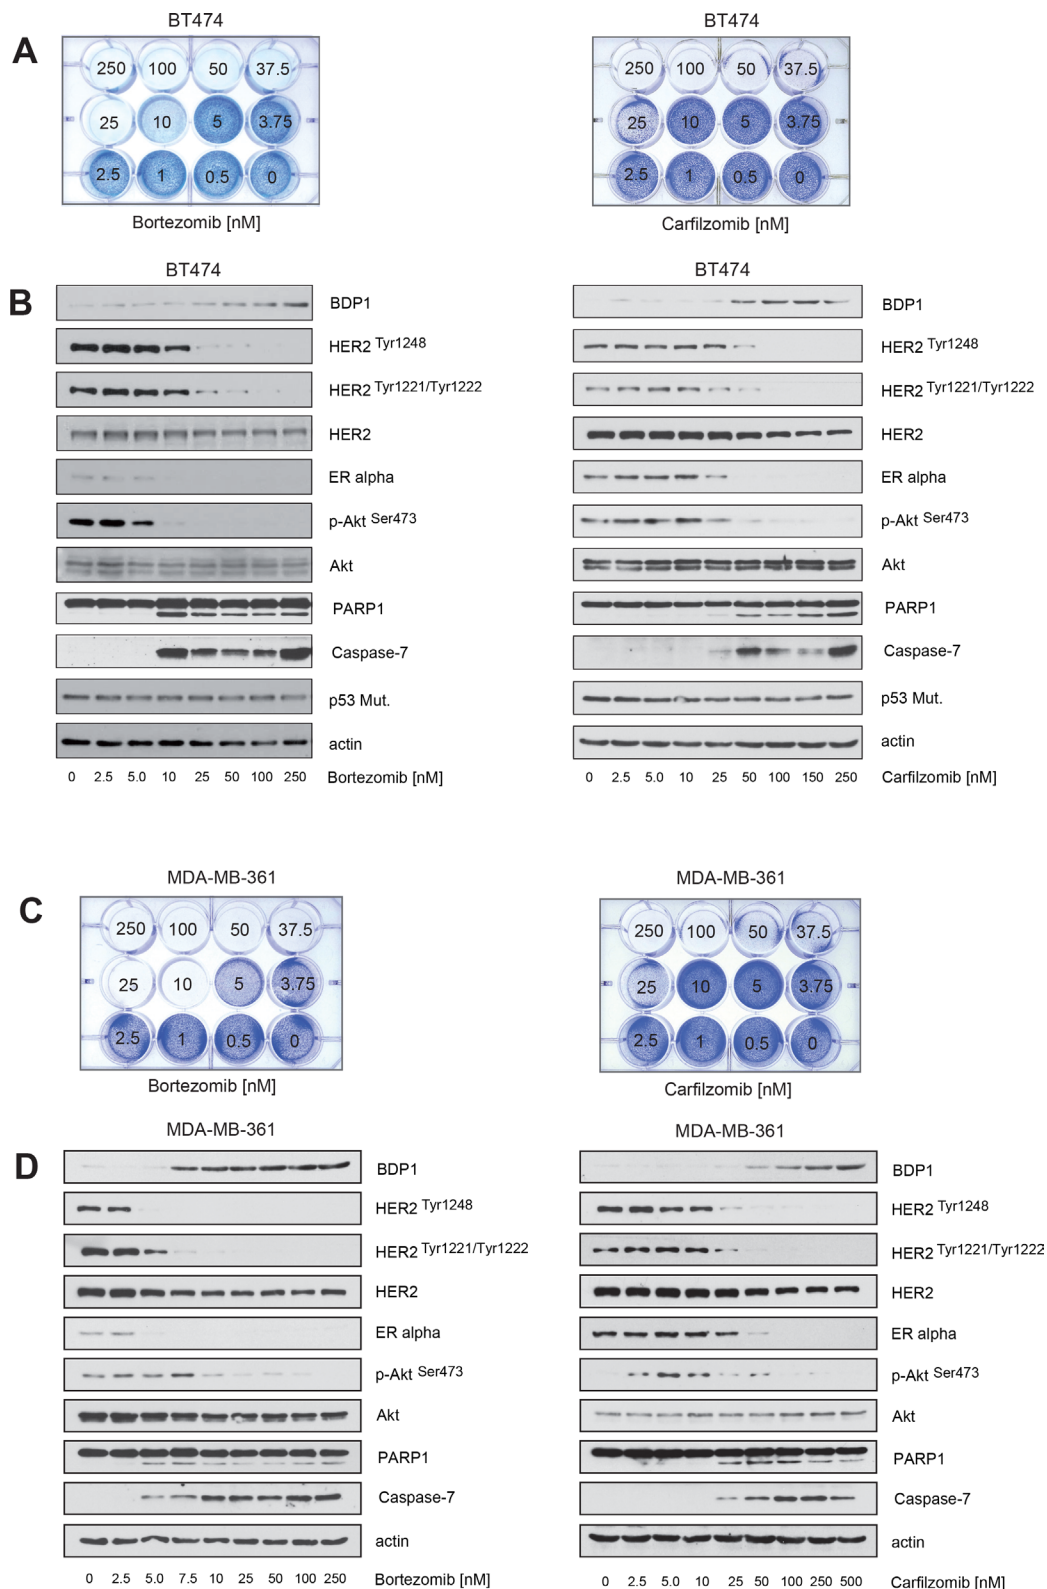 BT474
BT474
A
250 100 50 37.5
25 10 5 3.75
2.5 1 0.5 0
Bortezomib [nM]
250 100 50 37.5
25 10 5 3.75
2.5 1 0.5 0
Carfilzomib [nM]
B
BT474
BDP1
HER2 Tyr1248
HER2 Tyr1221/Tyr1222
HER2
ER alpha
p-Akt Ser473
Akt
PARP1
Caspase-7
p53 Mut.
actin
0 2.5 5.0 10 25 50 100 250 Bortezomib [nM]
BT474
BDP1
HER2 Tyr1248
HER2 Tyr1221/Tyr1222
HER2
ER alpha
p-Akt Ser473
Akt
PARP1
Caspase-7
p53 Mut.
actin
0 2.5 5.0 10 25 50 100 150 250 Carfilzomib [nM]
C
MDA-MB-361
250 100 50 37.5
25 10 5 3.75
2.5 1 0.5 0
Bortezomib [nM]
MDA-MB-361
250 100 50 37.5
25 10 5 3.75
2.5 1 0.5 0
Carfilzomib [nM]
D
MDA-MB-361
BDP1
HER2 Tyr1248
HER2 Tyr1221/Tyr1222
HER2
ER alpha
p-Akt Ser473
Akt
PARP1
Caspase-7
actin
0 2.5 5.0 7.5 10 25 50 100 250 Bortezomib [nM]
MDA-MB-361
BDP1
HER2 Tyr1248
HER2 Tyr1221/Tyr1222
HER2
ER alpha
p-Akt Ser473
Akt
PARP1
Caspase-7
actin
0 2.5 5.0 10 25 50 100 250 500 Carfilzomib [nM]